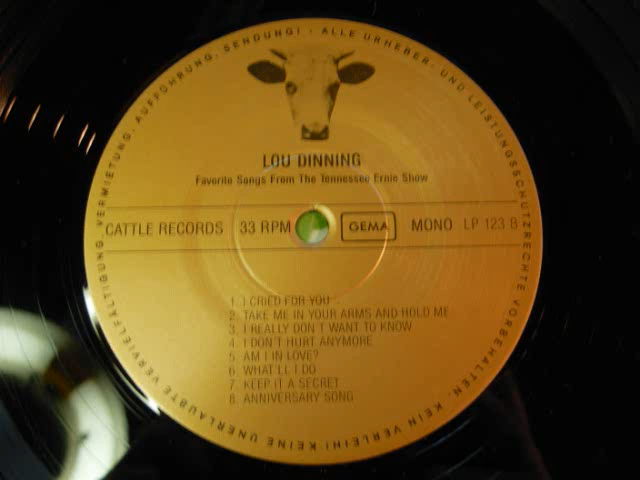 KEINE UNERLAUBTE VERVIELFÄLTIGUNG, VERMIETUNG, AUFFÜHRUNG, SENDUNG! · ALLE URHEBER- UND LEISTUNGSSCHUTZRECHTE VORBEHALTEN · KEIN VERLEIH!
LOU DINNING
Favorite Songs From The Tennessee Ernie Show
CATTLE RECORDS 33 RPM GEMA MONO LP 123 B
1. I CRIED FOR YOU
2. TAKE ME IN YOUR ARMS AND HOLD ME
3. I REALLY DON'T WANT TO KNOW
4. I DON'T HURT ANYMORE
5. AM I IN LOVE?
6. WHAT'LL I DO
7. KEEP IT A SECRET
8. ANNIVERSARY SONG